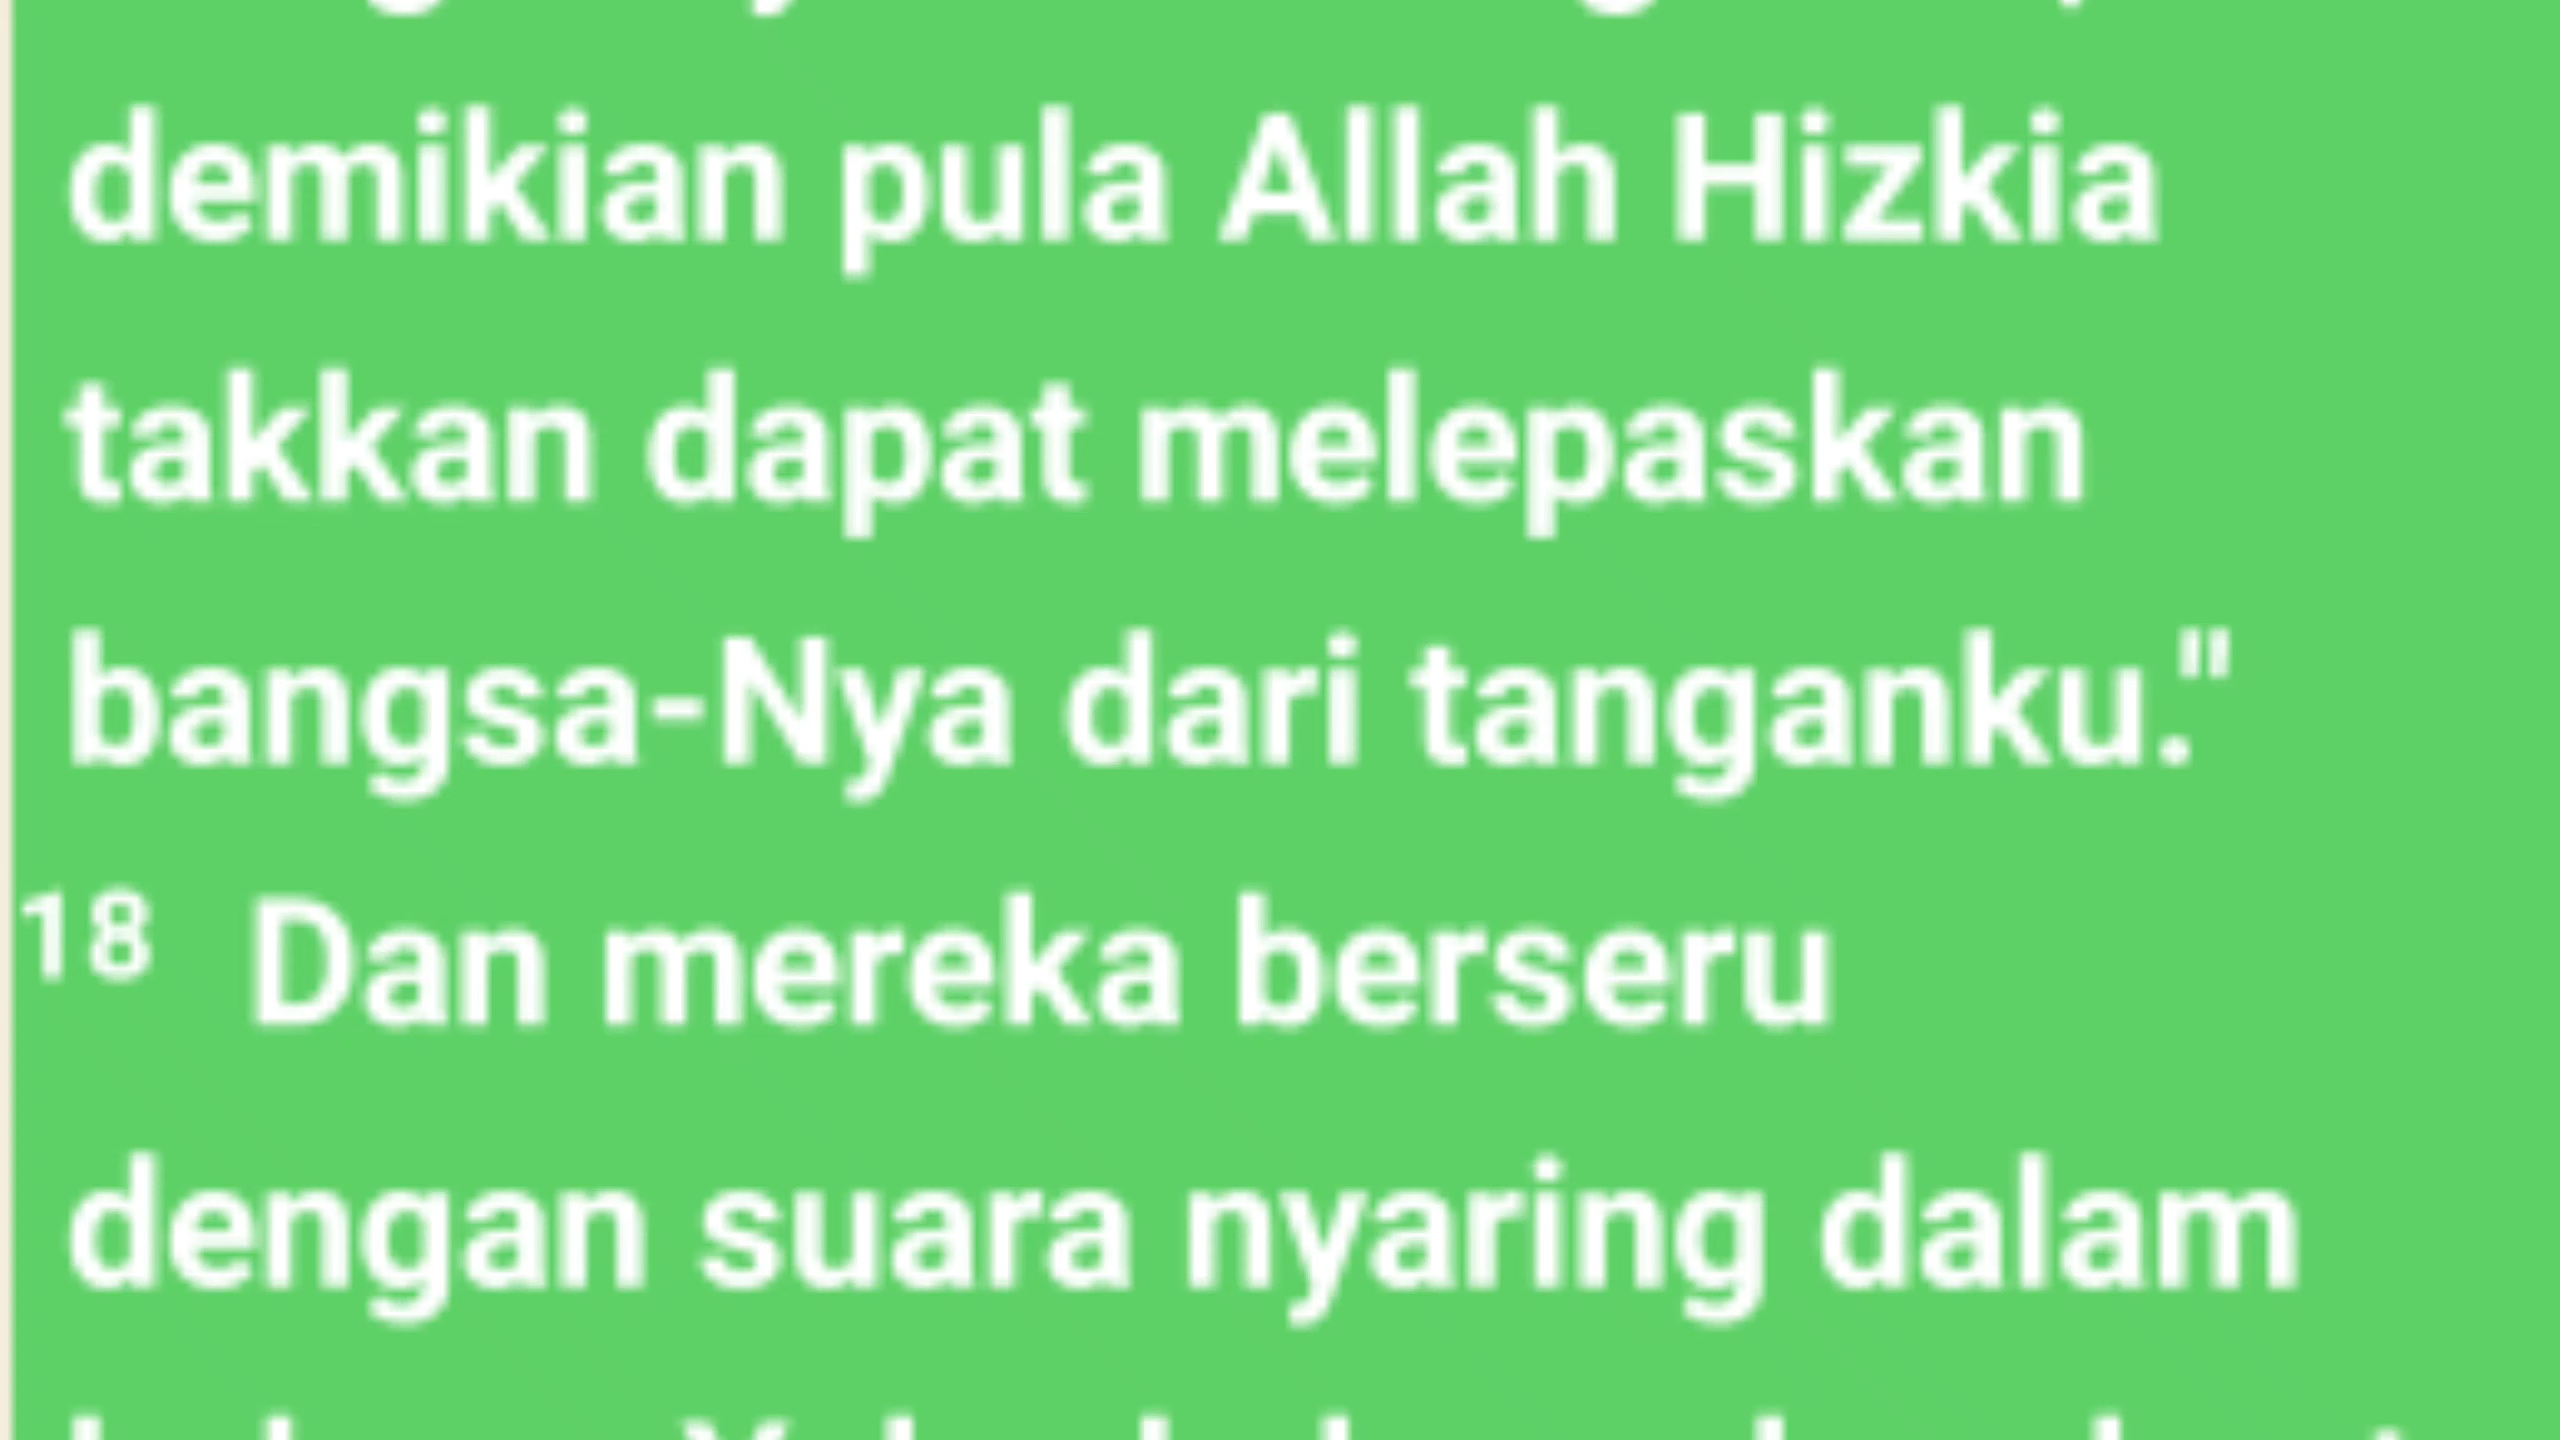 demikian pula Allah Hizkia
takkan dapat melepaskan
bangsa-Nya dari tanganku."
18 Dan mereka berseru
dengan suara nyaring dalam